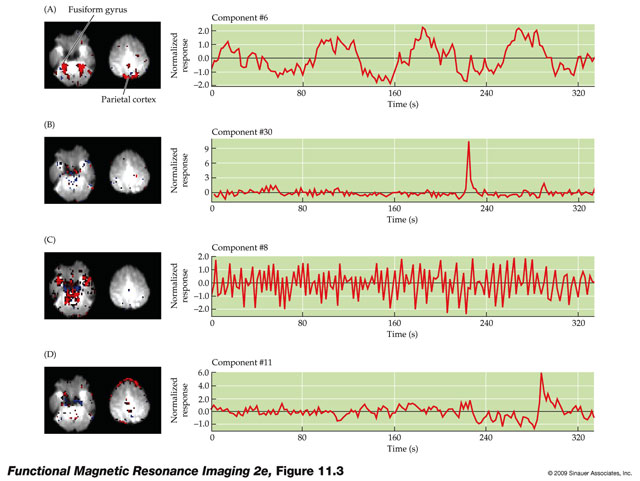 (A)
Fusiform gyrus
Parietal cortex
Component #6
Normalized
response
2.0
1.0
0.0
−1.0
−2.0
0
80
160
240
320
Time (s)
(B)
Component #30
Normalized
response
9
6
3
0
0
80
160
240
320
Time (s)
(C)
Component #8
Normalized
response
2.0
1.0
0.0
−1.0
−2.0
0
80
160
240
320
Time (s)
(D)
Component #11
Normalized
response
6.0
4.0
3.0
2.0
1.0
0.0
−1.0
0
80
160
240
320
Time (s)
Functional Magnetic Resonance Imaging 2e, Figure 11.3
© 2009 Sinauer Associates, Inc.